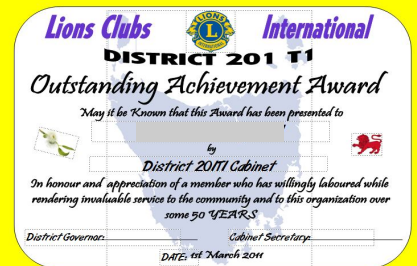 Lions Clubs International
LIONS
L
INTERNATIONAL
DISTRICT 201 T1
Outstanding Achievement Award
May it be Known that this Award has been presented to
by
District 201T1 Cabinet
In honour and appreciation of a member who has willingly laboured while
rendering invaluable service to the community and to this organization over
some 50 YEARS
District Governor: Cabinet Secretary:
DATE: 1st March 2011